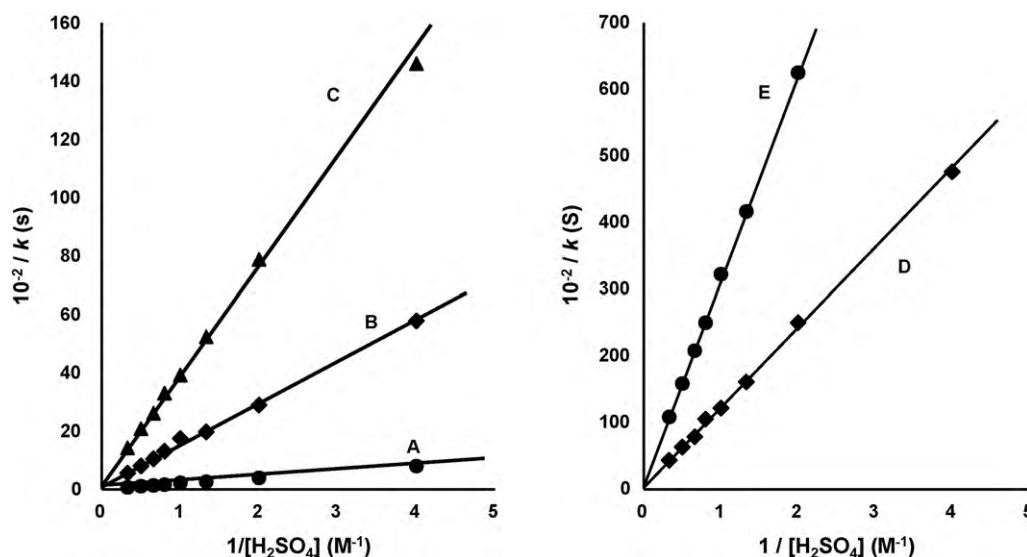 160
140
120
100
80
60
40
20
0
10⁻² / k (s)
C
B
A
0 1 2 3 4 5
1/[H₂SO₄] (M⁻¹)
700
600
500
400
300
200
100
0
10⁻² / k (S)
E
D
0 1 2 3 4 5
1 / [H₂SO₄] (M⁻¹)